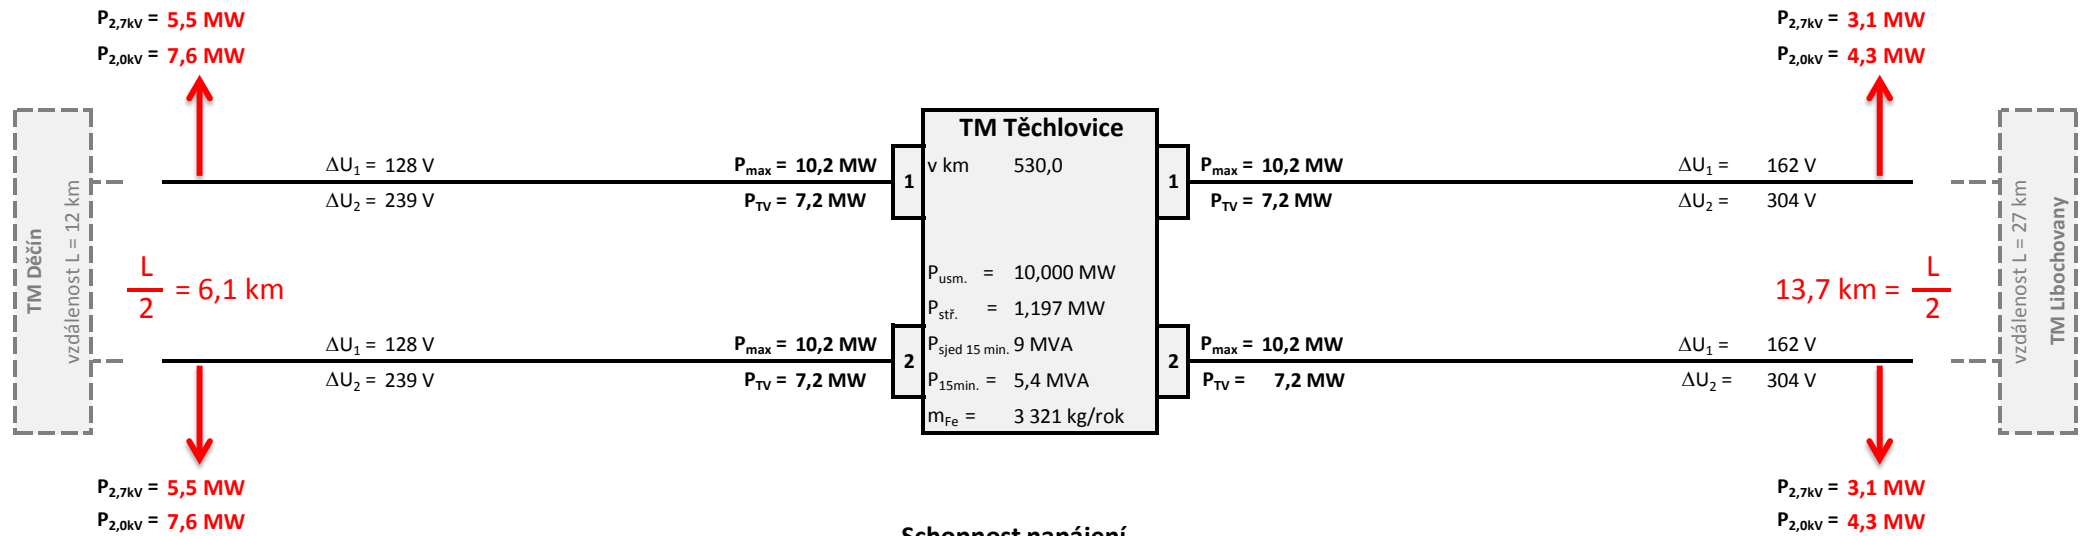 P2,7kV = 5,5 MW
P2,0kV = 7,6 MW
P2,7kV = 3,1 MW
P2,0kV = 4,3 MW
TM Děčín
vzdálenost L = 12 km
L
2
= 6,1 km
ΔU1 = 128 V
ΔU2 = 239 V
Pmax = 10,2 MW
PTV = 7,2 MW
1
ΔU1 = 128 V
ΔU2 = 239 V
Pmax = 10,2 MW
PTV = 7,2 MW
2
TM Těchlovice
v km 530,0
Pusm. = 10,000 MW
Pstř. = 1,197 MW
Psjed 15 min. 9 MVA
P15min. = 5,4 MVA
mFe = 3 321 kg/rok
1
Pmax = 10,2 MW
PTV = 7,2 MW
ΔU1 = 162 V
ΔU2 = 304 V
2
Pmax = 10,2 MW
PTV = 7,2 MW
ΔU1 = 162 V
ΔU2 = 304 V
13,7 km =
L
2
vzdálenost L = 27 km
TM Libochovany
P2,7kV = 5,5 MW
P2,0kV = 7,6 MW
P2,7kV = 3,1 MW
P2,0kV = 4,3 MW
Schopnost napájení